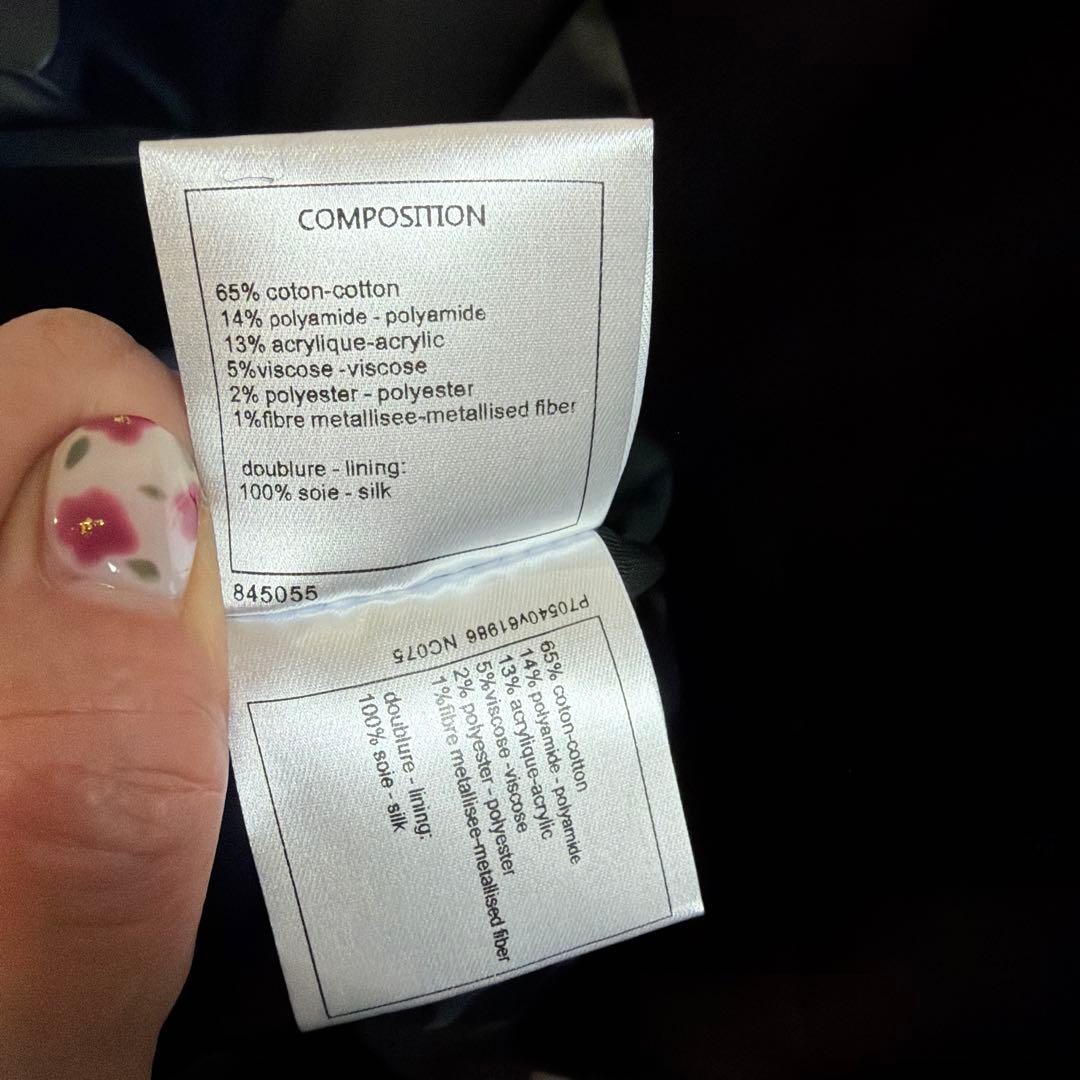 COMPOSITION
65% coton-cotton
14% polyamide - polyamide
13% acrylique-acrylic
5%viscose -viscose
2% polyester - polyester
1%fibre metallisee-metallised fiber
doublure - lining:
100% soie - silk
845055
P70540v61986 NC075
65% coton-cotton
14% polyamide - polyamide
13% acrylique-acrylic
5%viscose -viscose
2% polyester - polyester
1%fibre metallisee-metallised fiber
doublure - lining:
100% soie - silk